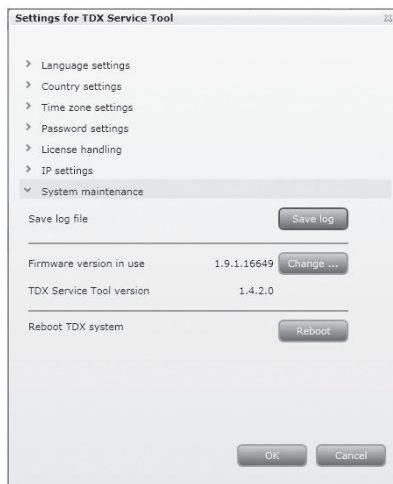 Settings for TDX Service Tool
Language settings
Country settings
Time zone settings
Password settings
License handling
IP settings
System maintenance
Save log file Save log
Firmware version in use 1.9.1.16649 Change ...
TDX Service Tool version 1.4.2.0
Reboot TDX system Reboot
OK Cancel